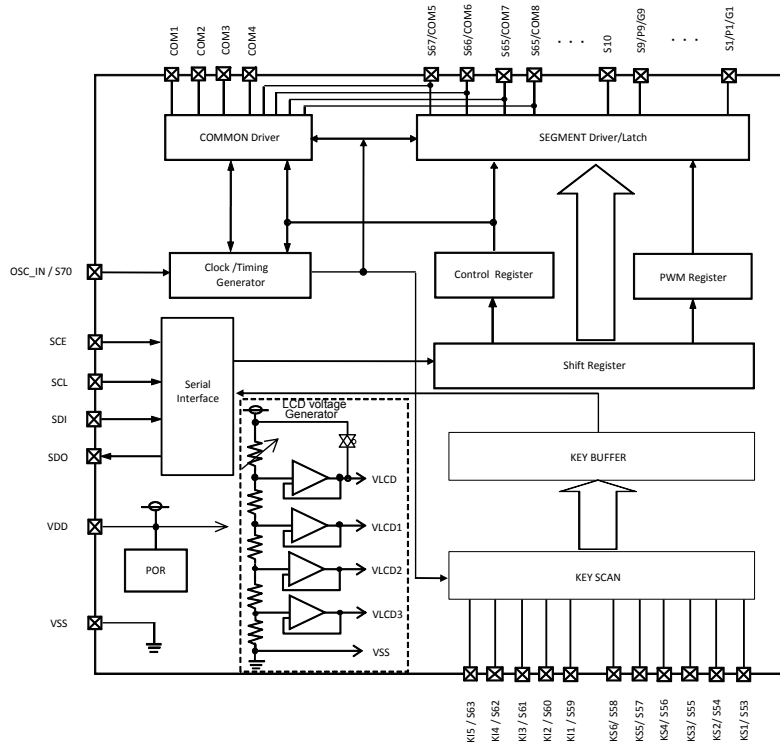 COM1
COM2
COM3
COM4
S67/COM5
S66/COM6
S65/COM7
S65/COM8
. . .
S10
S9/P9/G9
. . .
S1/P1/G1
COMMON Driver
SEGMENT Driver/Latch
OSC_IN / S70
Clock /Timing
Generator
Control Register
PWM Register
SCE
SCL
SDI
SDO
Serial
Interface
Shift Register
LCD voltage
Generator
KEY BUFFER
VLCD
VDD
VLCD1
POR
VLCD2
KEY SCAN
VLCD3
VSS
VSS
KI5 / S63
KI4 / S62
KI3 / S61
KI2 / S60
KI1 / S59
KS6/ S58
KS5/ S57
KS4/ S56
KS3/ S55
KS2/ S54
KS1/ S53